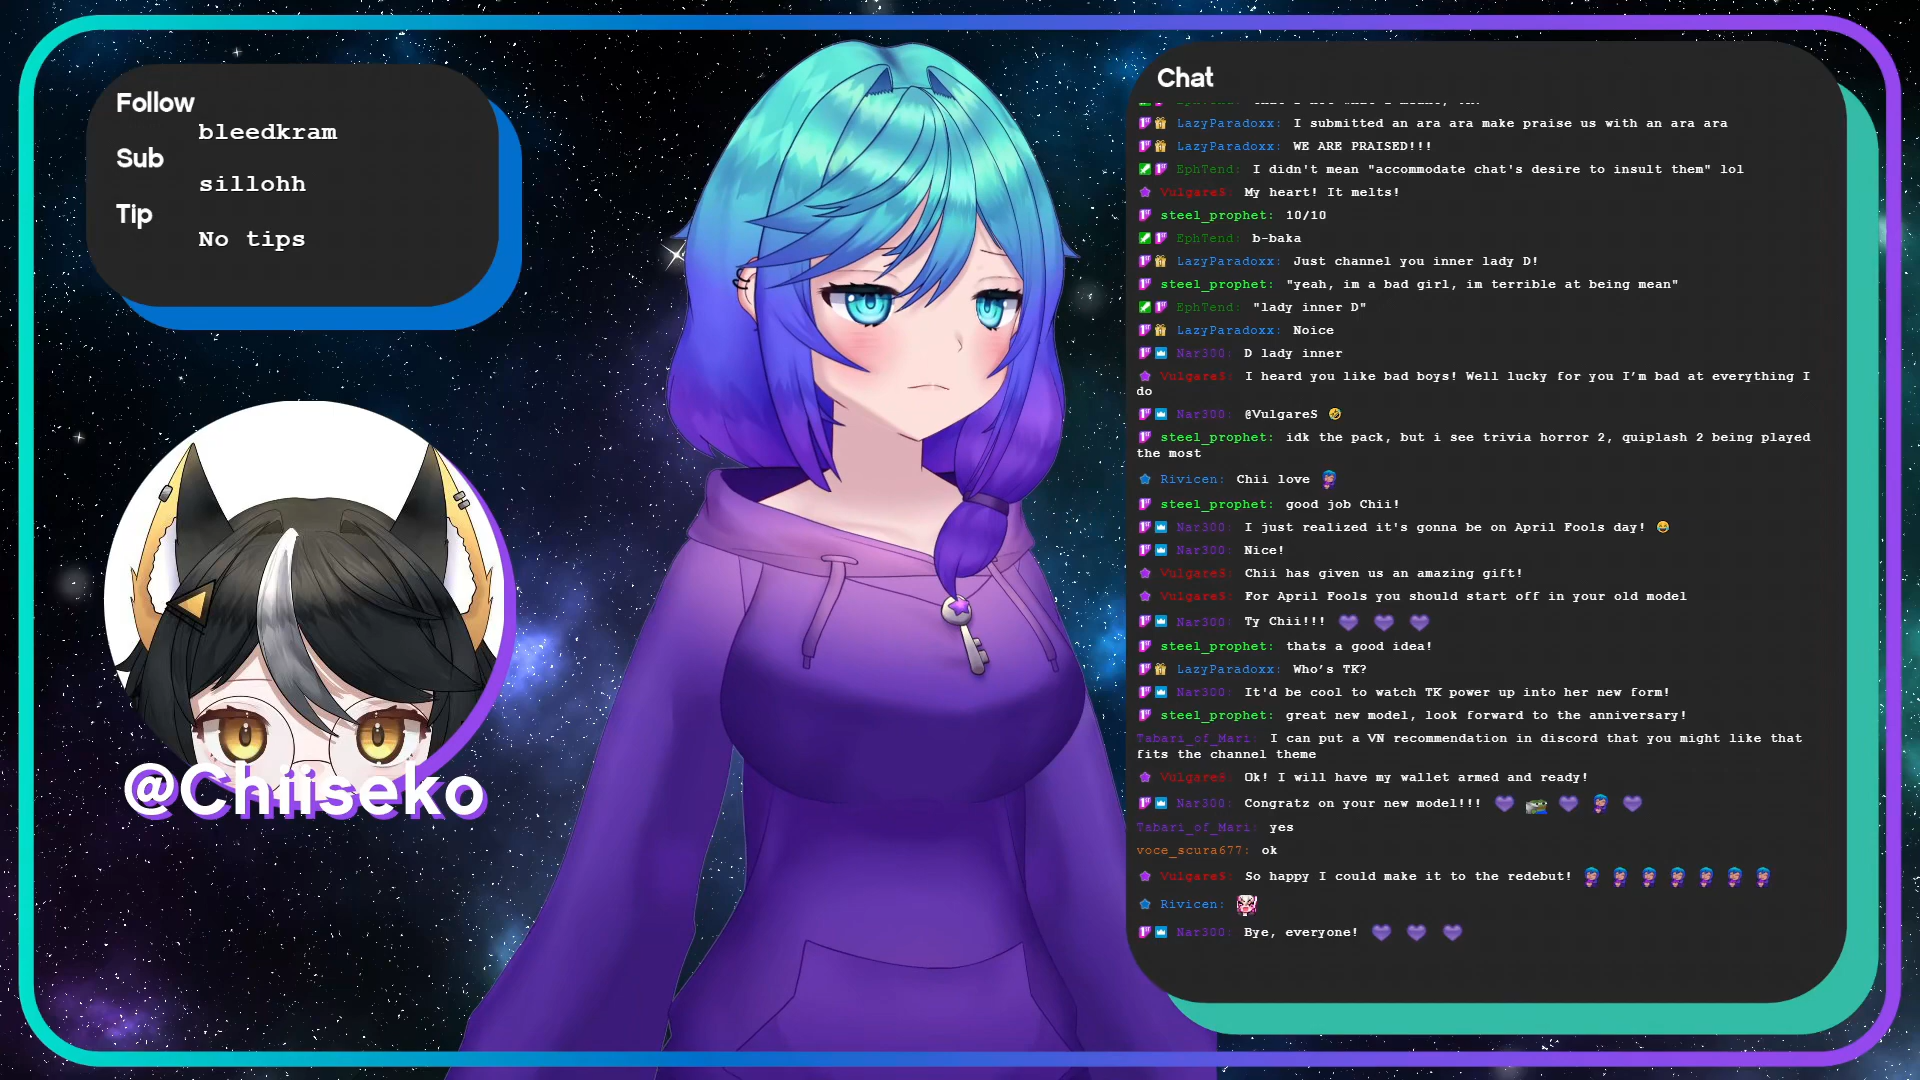 Follow
bleedkram
Sub
sillohh
Tip
No tips
@Chiiseko
Chat
LazyParadoxx: I submitted an ara ara make praise us with an ara ara
LazyParadoxx: WE ARE PRAISED!!!
EphTend: I didn't mean "accommodate chat's desire to insult them" lol
VulgareS: My heart! It melts!
steel_prophet: 10/10
EphTend: b-baka
LazyParadoxx: Just channel you inner lady D!
steel_prophet: "yeah, im a bad girl, im terrible at being mean"
EphTend: "lady inner D"
LazyParadoxx: Noice
Nar300: D lady inner
VulgareS: I heard you like bad boys! Well lucky for you I’m bad at everything I
do
Nar300: @VulgareS 🤣
steel_prophet: idk the pack, but i see trivia horror 2, quiplash 2 being played
the most
Rivicen: Chii love
steel_prophet: good job Chii!
Nar300: I just realized it's gonna be on April Fools day! 😂
Nar300: Nice!
VulgareS: Chii has given us an amazing gift!
VulgareS: For April Fools you should start off in your old model
Nar300: Ty Chii!!!
steel_prophet: thats a good idea!
LazyParadoxx: Who’s TK?
Nar300: It'd be cool to watch TK power up into her new form!
steel_prophet: great new model, look forward to the anniversary!
Tabari_of_Mari: I can put a VN recommendation in discord that you might like that
fits the channel theme
VulgareS: Ok! I will have my wallet armed and ready!
Nar300: Congratz on your new model!!!
Tabari_of_Mari: yes
voce_scura677: ok
VulgareS: So happy I could make it to the redebut!
Rivicen:
Nar300: Bye, everyone!